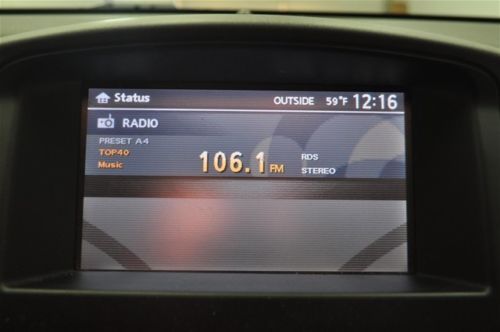 Status OUTSIDE 59°F 12:16
RADIO
PRESET A4
TOP40
Music
106.1 FM
RDS
STEREO